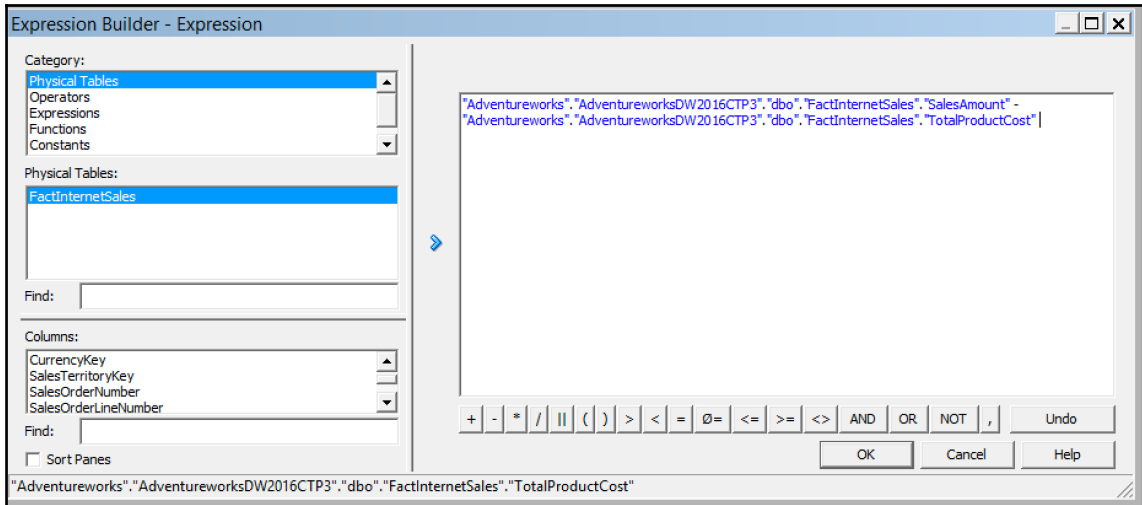 Expression Builder - Expression
Category:
Physical Tables
Operators
Expressions
Functions
Constants
Physical Tables:
FactInternetSales
Find:
Columns:
CurrencyKey
SalesTerritoryKey
SalesOrderNumber
SalesOrderLineNumber
Find:
Sort Panes
"Adventureworks"."AdventureworksDW2016CTP3"."dbo"."FactInternetSales"."SalesAmount" -
"Adventureworks"."AdventureworksDW2016CTP3"."dbo"."FactInternetSales"."TotalProductCost"
+ - * / || ( ) > < = Ø= <= >= <> AND OR NOT , Undo
OK Cancel Help
"Adventureworks"."AdventureworksDW2016CTP3"."dbo"."FactInternetSales"."TotalProductCost"